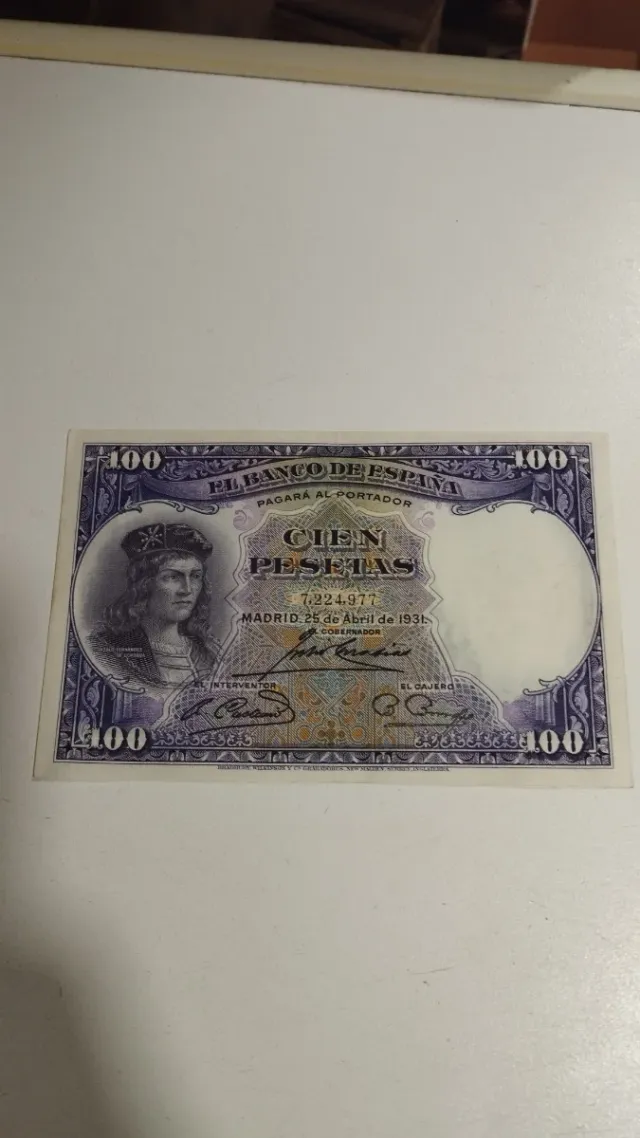 100 100
EL BANCO DE ESPAÑA
PAGARÁ AL PORTADOR
CIEN
PESETAS
7,224,977
MADRID, 25 de Abril de 1931.
EL GOBERNADOR
EL INTERVENTOR
EL CAJERO
100 100